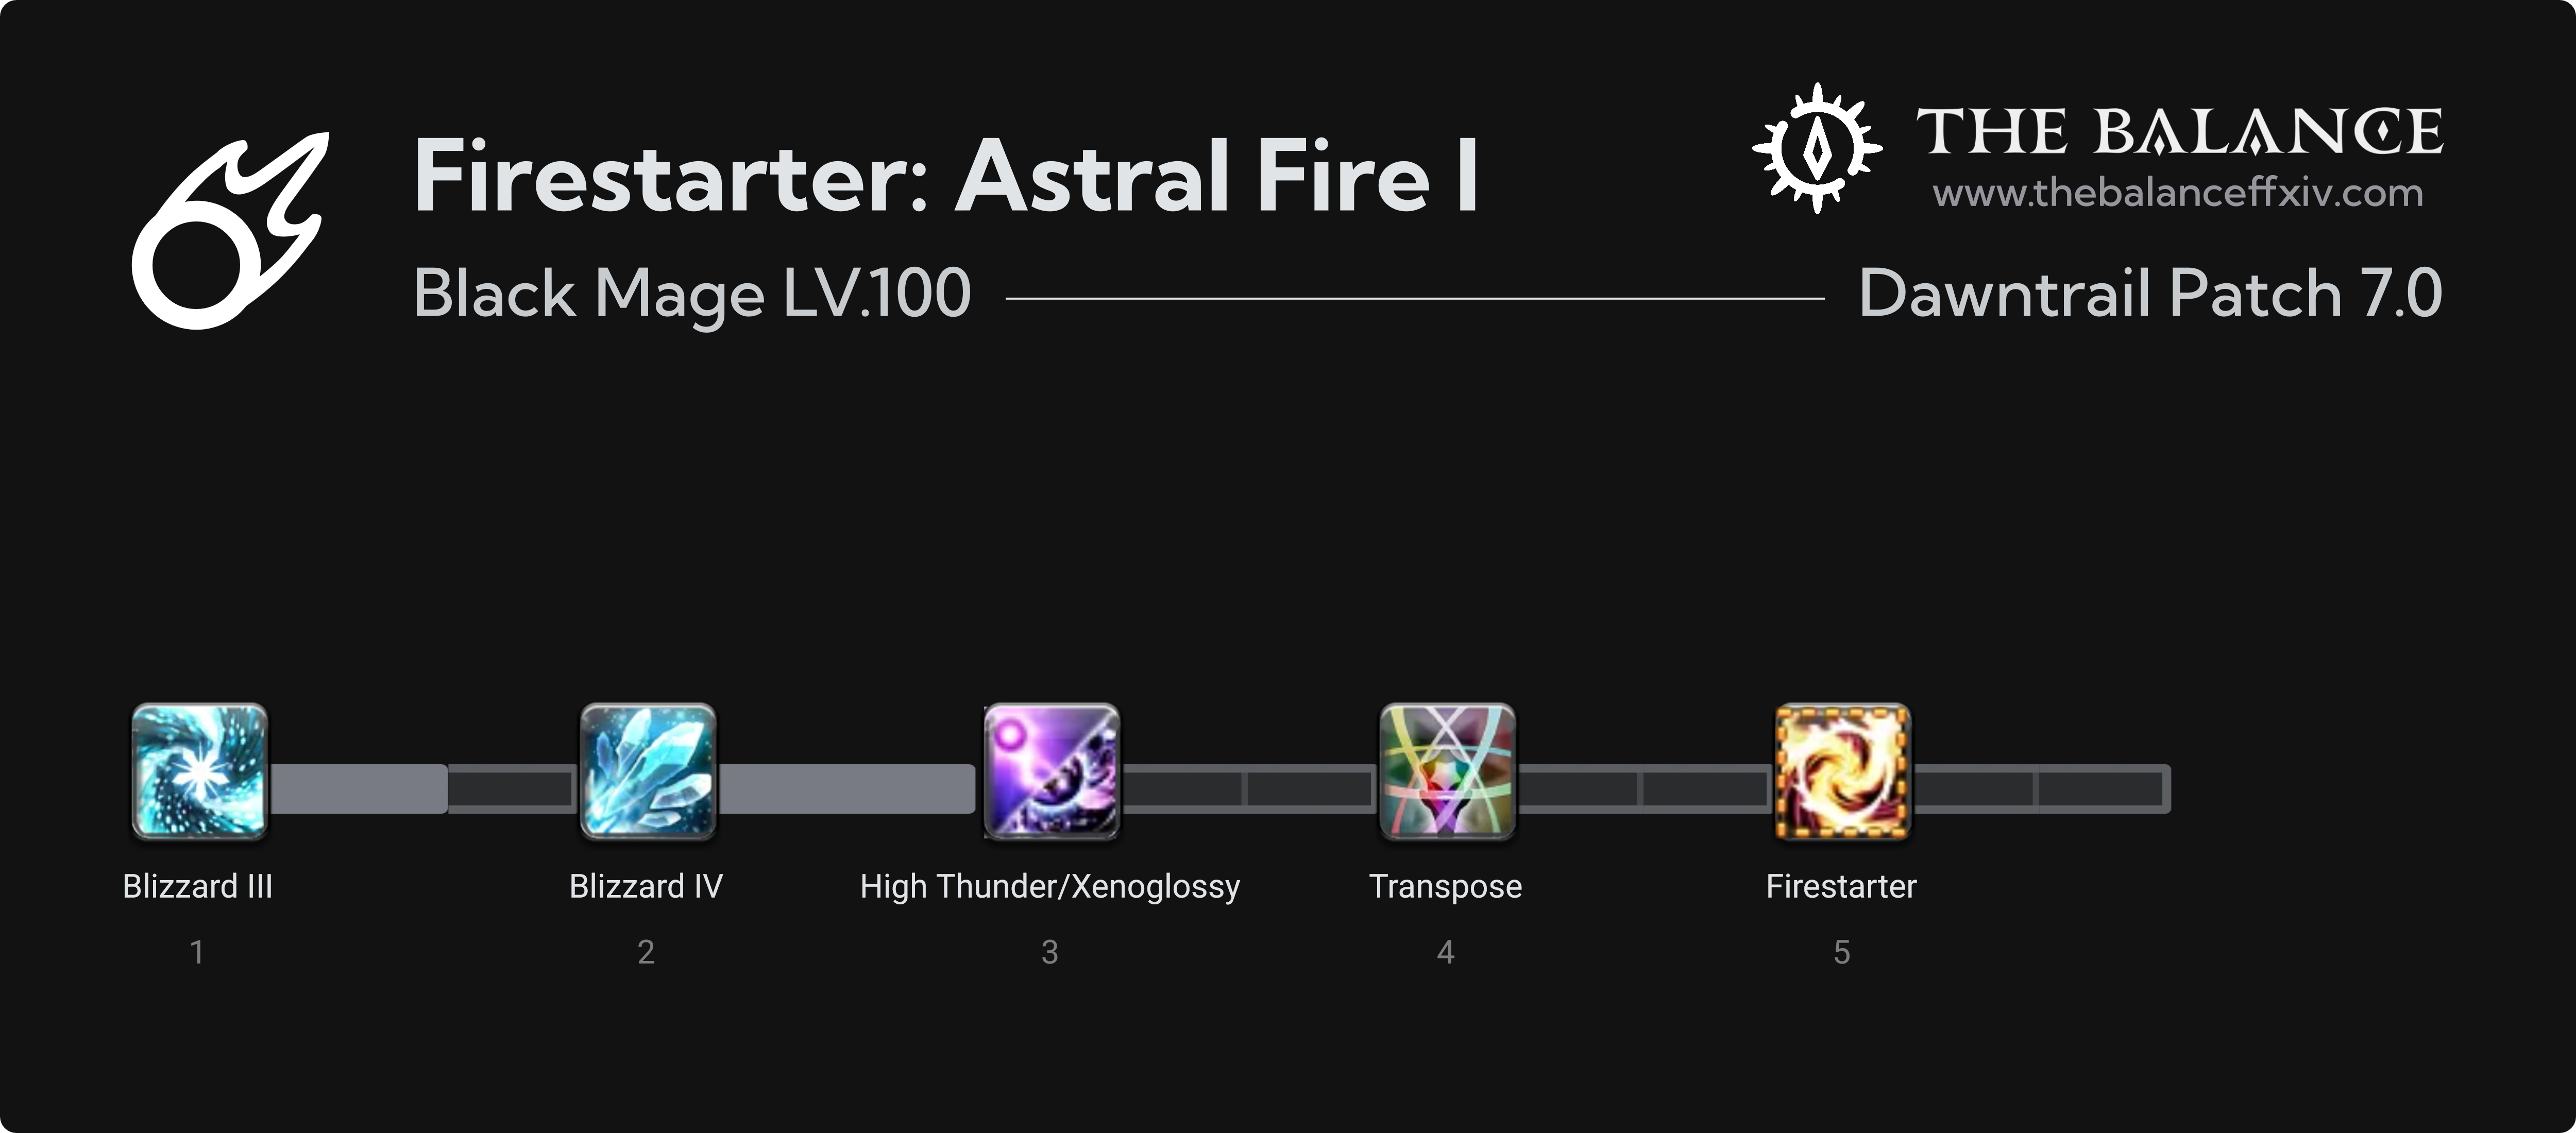 Firestarter: Astral Fire I
THE BALANCE
www.thebalanceffxiv.com
Black Mage LV.100
Dawntrail Patch 7.0
Blizzard III
Blizzard IV
High Thunder/Xenoglossy
Transpose
Firestarter
1
2
3
4
5